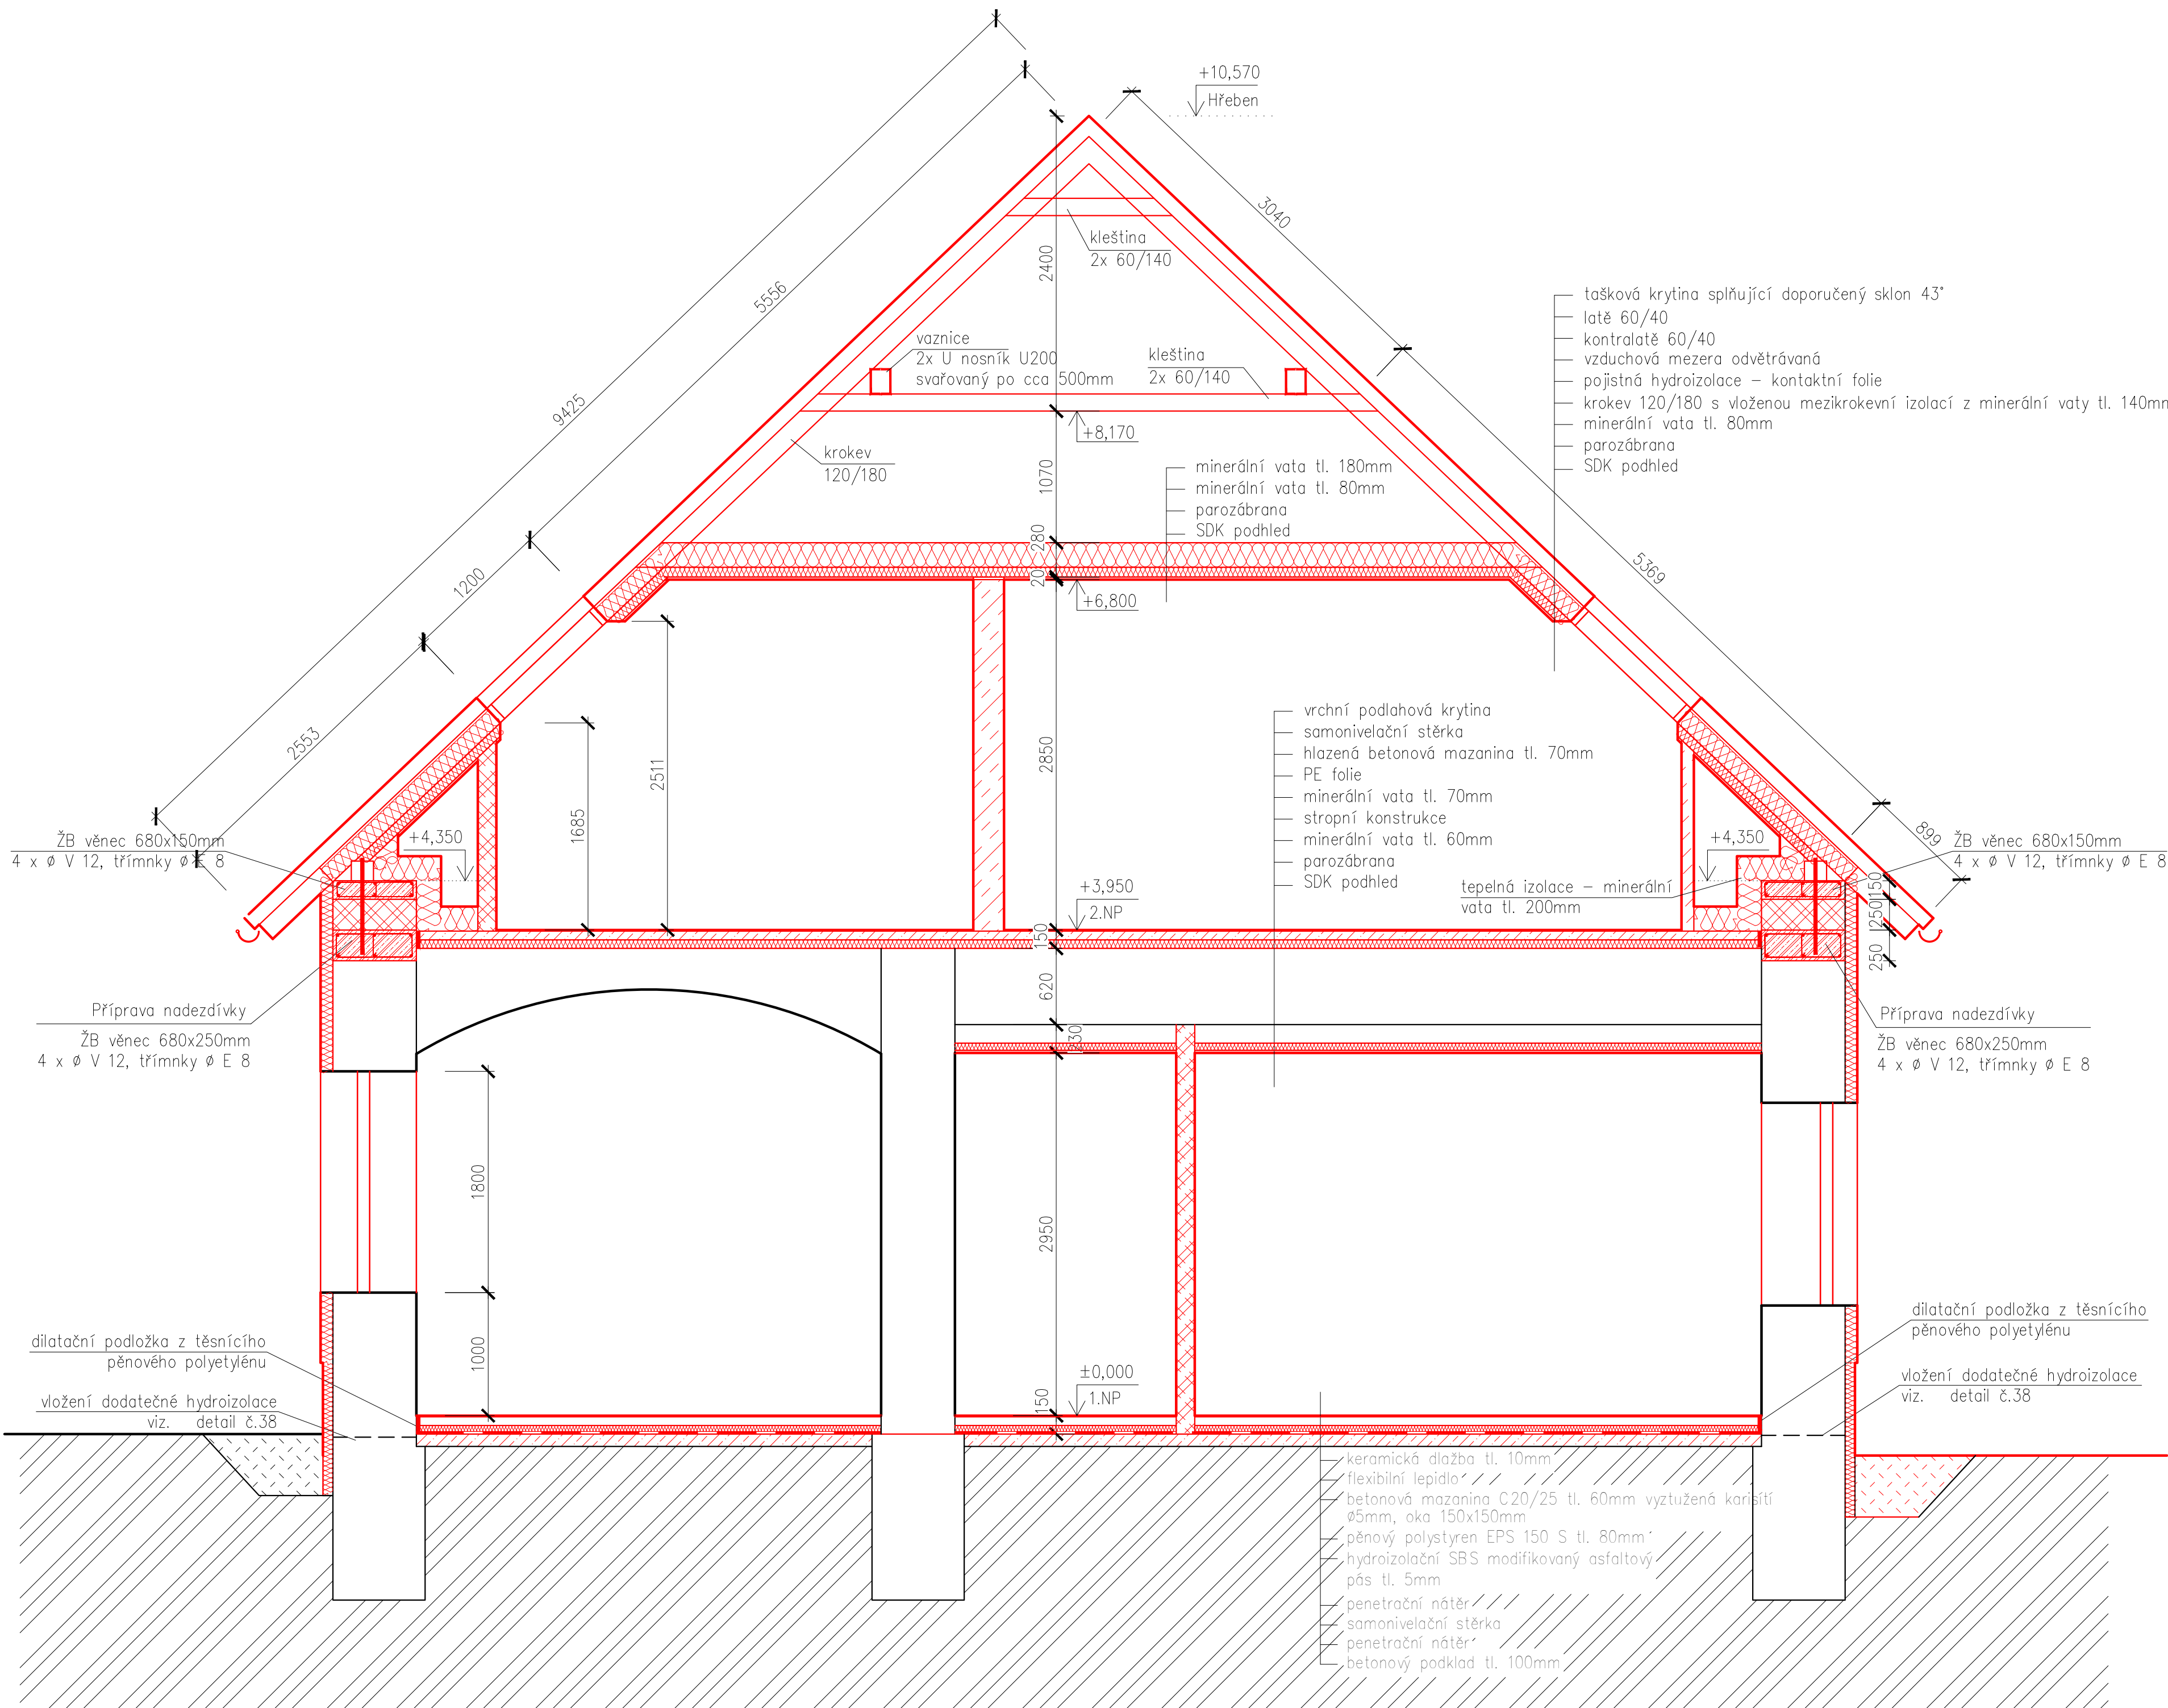 +10,570
Hřeben
3040
kleština
2x 60/140
2400
5556
9425
vaznice
2x U nosník U200
svařovaný po cca 500mm
kleština
2x 60/140
tašková krytina splňující doporučený sklon 43°
latě 60/40
kontralatě 60/40
vzduchová mezera odvětrávaná
pojistná hydroizolace – kontaktní folie
krokev 120/180 s vloženou mezikrokevní izolací z minerální vaty tl. 140mm
minerální vata tl. 80mm
parozábrana
SDK podhled
+8,170
krokev
120/180
1070
minerální vata tl. 180mm
minerální vata tl. 80mm
parozábrana
SDK podhled
280
20
+6,800
1200
5369
2553
2511
1685
2850
vrchní podlahová krytina
samonivelační stěrka
hlazená betonová mazanina tl. 70mm
PE folie
minerální vata tl. 70mm
stropní konstrukce
minerální vata tl. 60mm
parozábrana
SDK podhled
ŽB věnec 680x150mm
4 x ø V 12, třímnky ø E 8
+4,350
+4,350
899
ŽB věnec 680x150mm
4 x ø V 12, třímnky ø E 8
tepelná izolace – minerální
vata tl. 200mm
+3,950
2.NP
150
250
250
150
620
230
Příprava nadezdívky
ŽB věnec 680x250mm
4 x ø V 12, třímnky ø E 8
Příprava nadezdívky
ŽB věnec 680x250mm
4 x ø V 12, třímnky ø E 8
1800
2950
1000
dilatační podložka z těsnícího
pěnového polyetylénu
vložení dodatečné hydroizolace
viz. detail č.38
±0,000
1.NP
150
dilatační podložka z těsnícího
pěnového polyetylénu
vložení dodatečné hydroizolace
viz. detail č.38
keramická dlažba tl. 10mm
flexibilní lepidlo
betonová mazanina C20/25 tl. 60mm vyztužená karisítí
ø5mm, oka 150x150mm
pěnový polystyren EPS 150 S tl. 80mm
hydroizolační SBS modifikovaný asfaltový
pás tl. 5mm
penetrační nátěr
samonivelační stěrka
penetrační nátěr
betonový podklad tl. 100mm